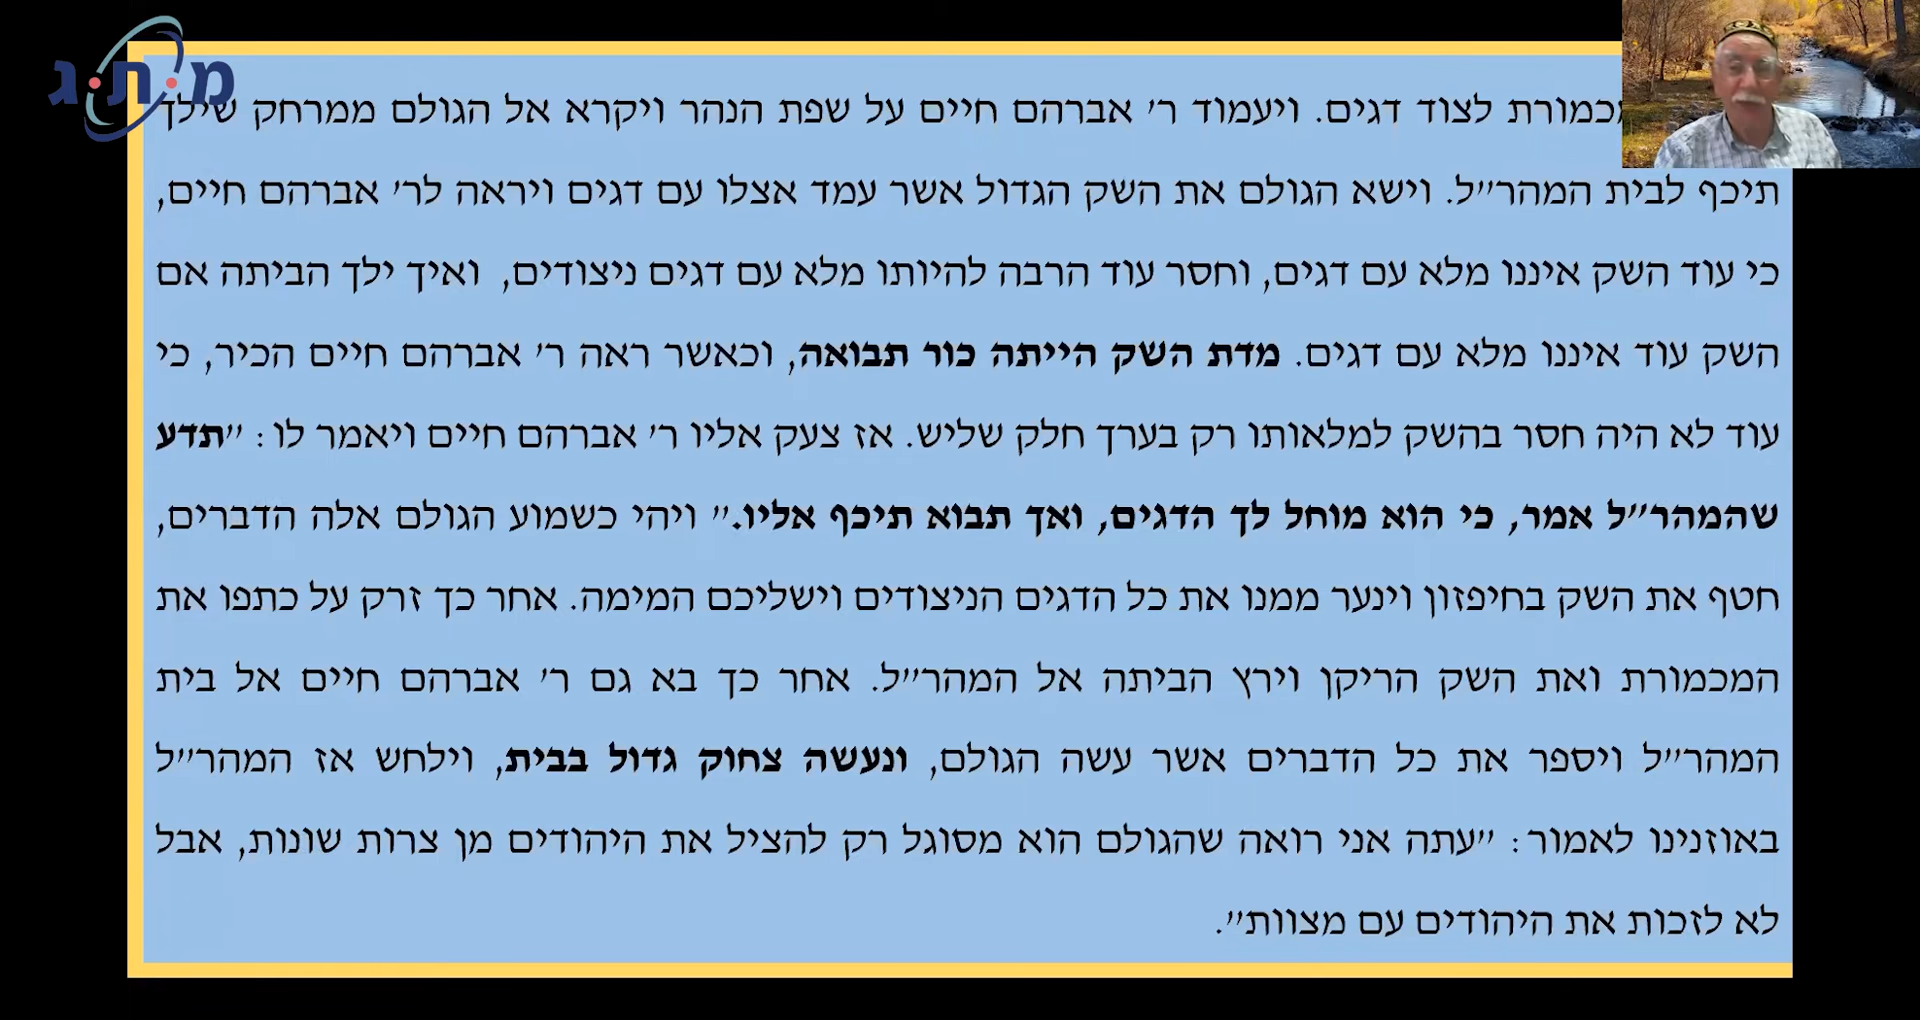 מ.ת.ג
מכמורת לצוד דגים. ויעמוד ר' אברהם חיים על שפת הנהר ויקרא אל הגולם ממרחק שילך
תיכף לבית המהר"ל. וישא הגולם את השק הגדול אשר עמד אצלו עם דגים ויראה לר' אברהם חיים,
כי עוד השק איננו מלא עם דגים, וחסר עוד הרבה להיותו מלא עם דגים ניצודים, ואיך ילך הביתה אם
השק עוד איננו מלא עם דגים. מדת השק הייתה כור תבואה, וכאשר ראה ר' אברהם חיים הכיר, כי
עוד לא היה חסר בהשק למלאותו רק בערך חלק שליש. אז צעק אליו ר' אברהם חיים ויאמר לו: "תדע
שהמהר"ל אמר, כי הוא מוחל לך הדגים, ואך תבוא תיכף אליו." ויהי כשמוע הגולם אלה הדברים,
חטף את השק בחיפזון וינער ממנו את כל הדגים הניצודים וישליכם המימה. אחר כך זרק על כתפו את
המכמורת ואת השק הריקן וירץ הביתה אל המהר"ל. אחר כך בא גם ר' אברהם חיים אל בית
המהר"ל ויספר את כל הדברים אשר עשה הגולם, ונעשה צחוק גדול בבית, וילחש אז המהר"ל
באוזנינו לאמור: "עתה אני רואה שהגולם הוא מסוגל רק להציל את היהודים מן צרות שונות, אבל
לא לזכות את היהודים עם מצוות".